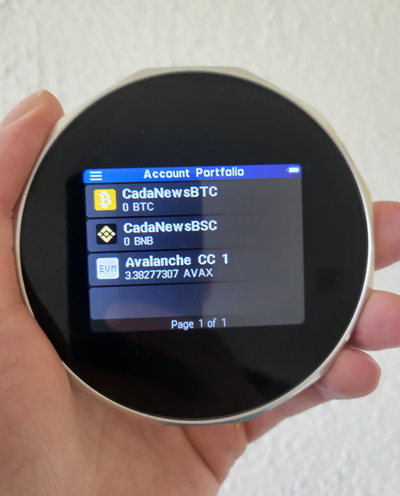 Account Portfolio
CadaNewsBTC
0 BTC
CadaNewsBSC
0 BNB
EVM
Avalanche CC 1
3.38277307 AVAX
Page 1 of 1